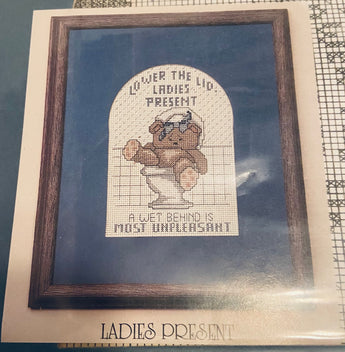 LOWER THE LID,
LADIES
PRESENT
A WET BEHIND IS
MOST UNPLEASANT
LADIES PRESENT